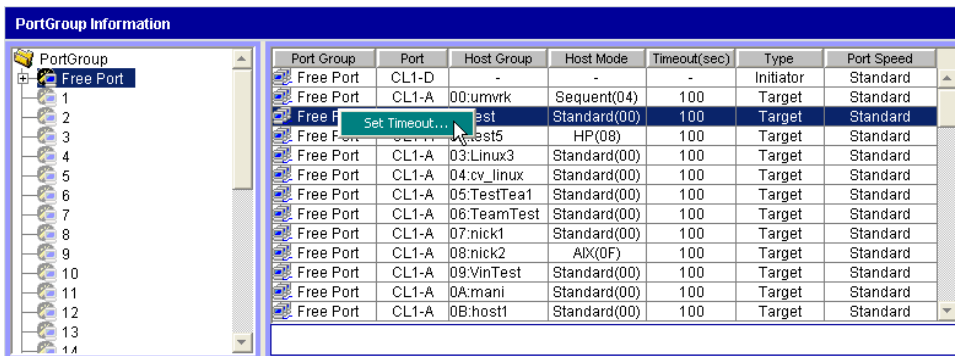 PortGroup Information
PortGroup
Free Port
1
2
3
4
5
6
7
8
9
10
11
12
13
14
Port Group Port Host Group Host Mode Timeout(sec) Type Port Speed
Free Port CL1-D - - - Initiator Standard
Free Port CL1-A 00:umvrk Sequent(04) 100 Target Standard
Free Standard(00) 100 Target Standard
Set Timeout...
Free Port test5 HP(08) 100 Target Standard
Free Port CL1-A 03:Linux3 Standard(00) 100 Target Standard
Free Port CL1-A 04:cv_linux Standard(00) 100 Target Standard
Free Port CL1-A 05:TestTea1 Standard(00) 100 Target Standard
Free Port CL1-A 06:TeamTest Standard(00) 100 Target Standard
Free Port CL1-A 07:nick1 Standard(00) 100 Target Standard
Free Port CL1-A 08:nick2 AIX(0F) 100 Target Standard
Free Port CL1-A 09:VinTest Standard(00) 100 Target Standard
Free Port CL1-A 0A:mani Standard(00) 100 Target Standard
Free Port CL1-A 0B:host1 Standard(00) 100 Target Standard